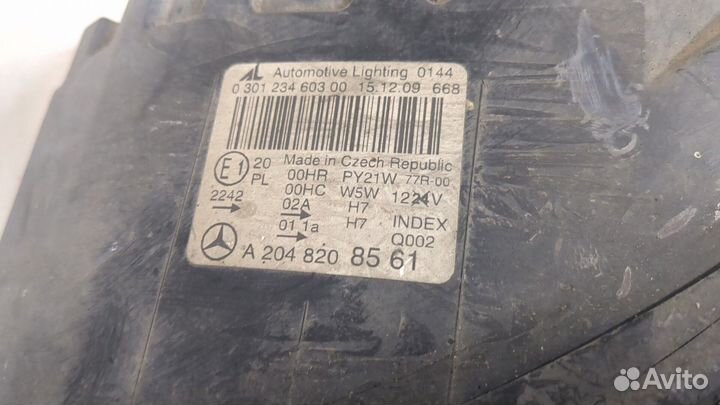 AL Automotive Lighting 0144
0 301 234 603 00 15.12.09 668
Made in Czech Republic
E1 20 00HR PY21W 77R-00
PL 00HC W5W 1224V
2242 02A H7
01 1a H7 INDEX
Q002
A 204 820 85 61
Avito